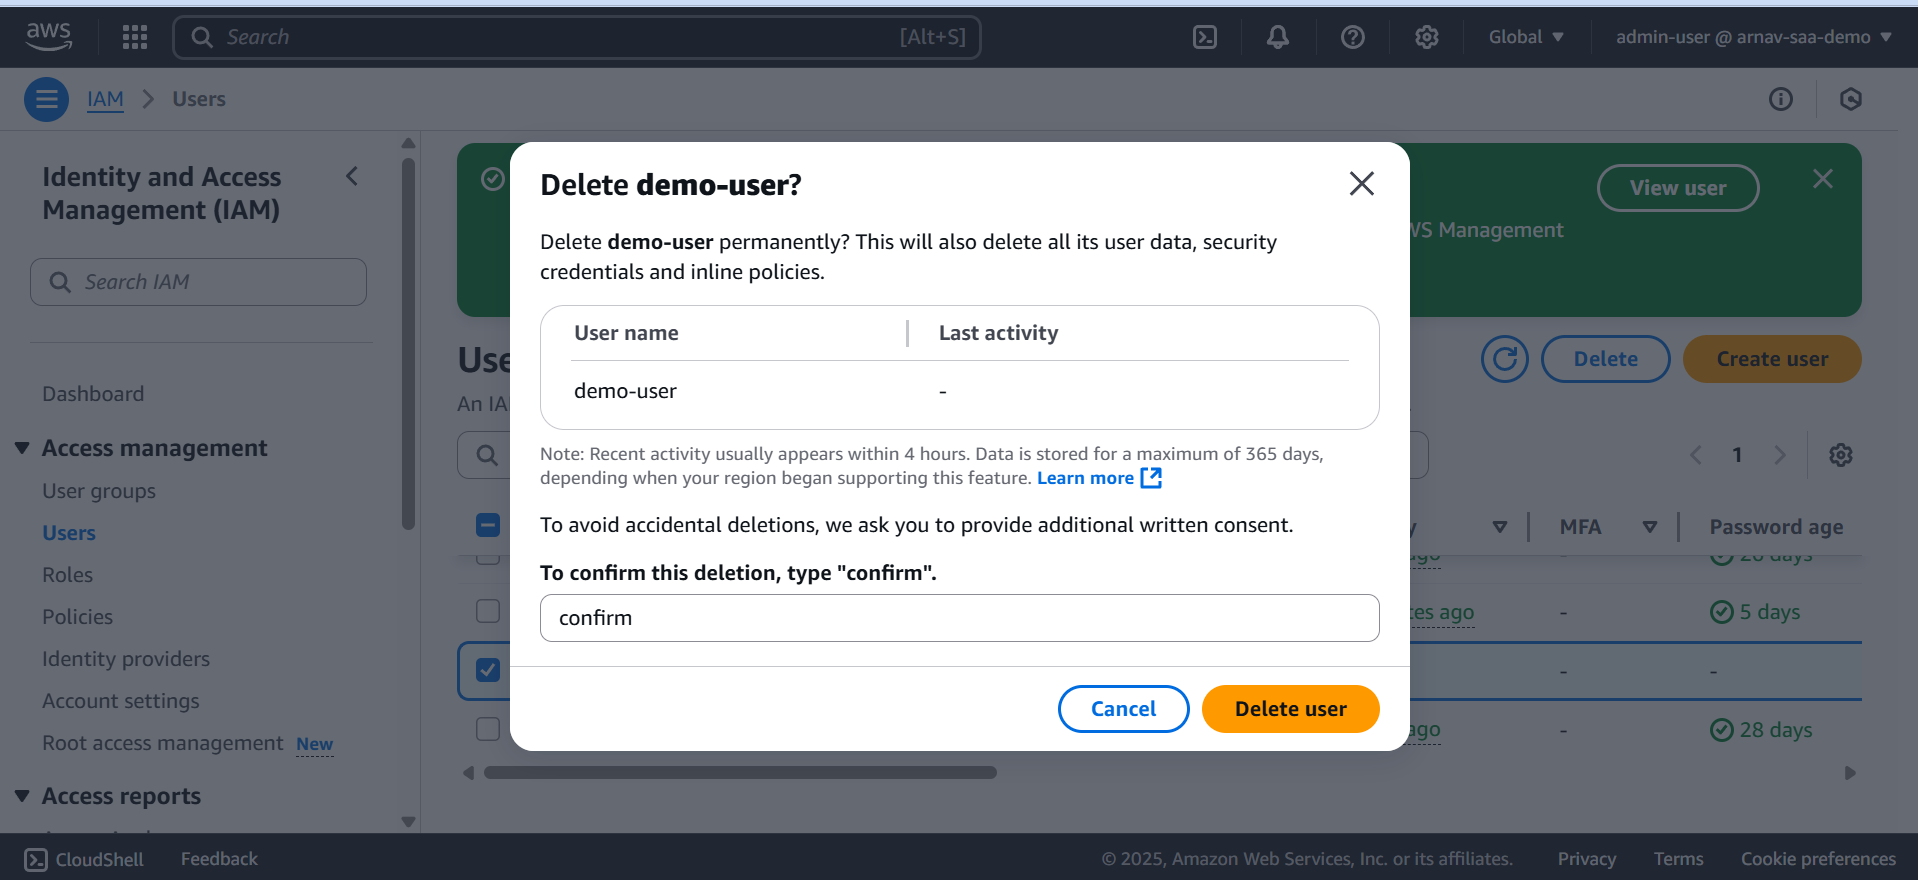 aws
Search
[Alt+S]
Global
admin-user @ arnav-saa-demo
IAM
Users
Identity and Access
Management (IAM)
Search IAM
Dashboard
Access management
User groups
Users
Roles
Policies
Identity providers
Account settings
Root access management New
Access reports
View user
WS Management
Use
An IA
Delete
Create user
1
MFA
Password age
ago
20 days
tes ago
-
5 days
-
-
ago
-
28 days
Delete demo-user?
Delete demo-user permanently? This will also delete all its user data, security
credentials and inline policies.
User name
Last activity
demo-user
-
Note: Recent activity usually appears within 4 hours. Data is stored for a maximum of 365 days,
depending when your region began supporting this feature. Learn more
To avoid accidental deletions, we ask you to provide additional written consent.
To confirm this deletion, type "confirm".
confirm
Cancel
Delete user
CloudShell
Feedback
© 2025, Amazon Web Services, Inc. or its affiliates.
Privacy
Terms
Cookie preferences